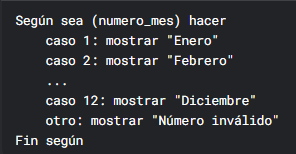 Según sea (numero_mes) hacer
    caso 1: mostrar "Enero"
    caso 2: mostrar "Febrero"
    ...
    caso 12: mostrar "Diciembre"
    otro: mostrar "Número inválido"
Fin según